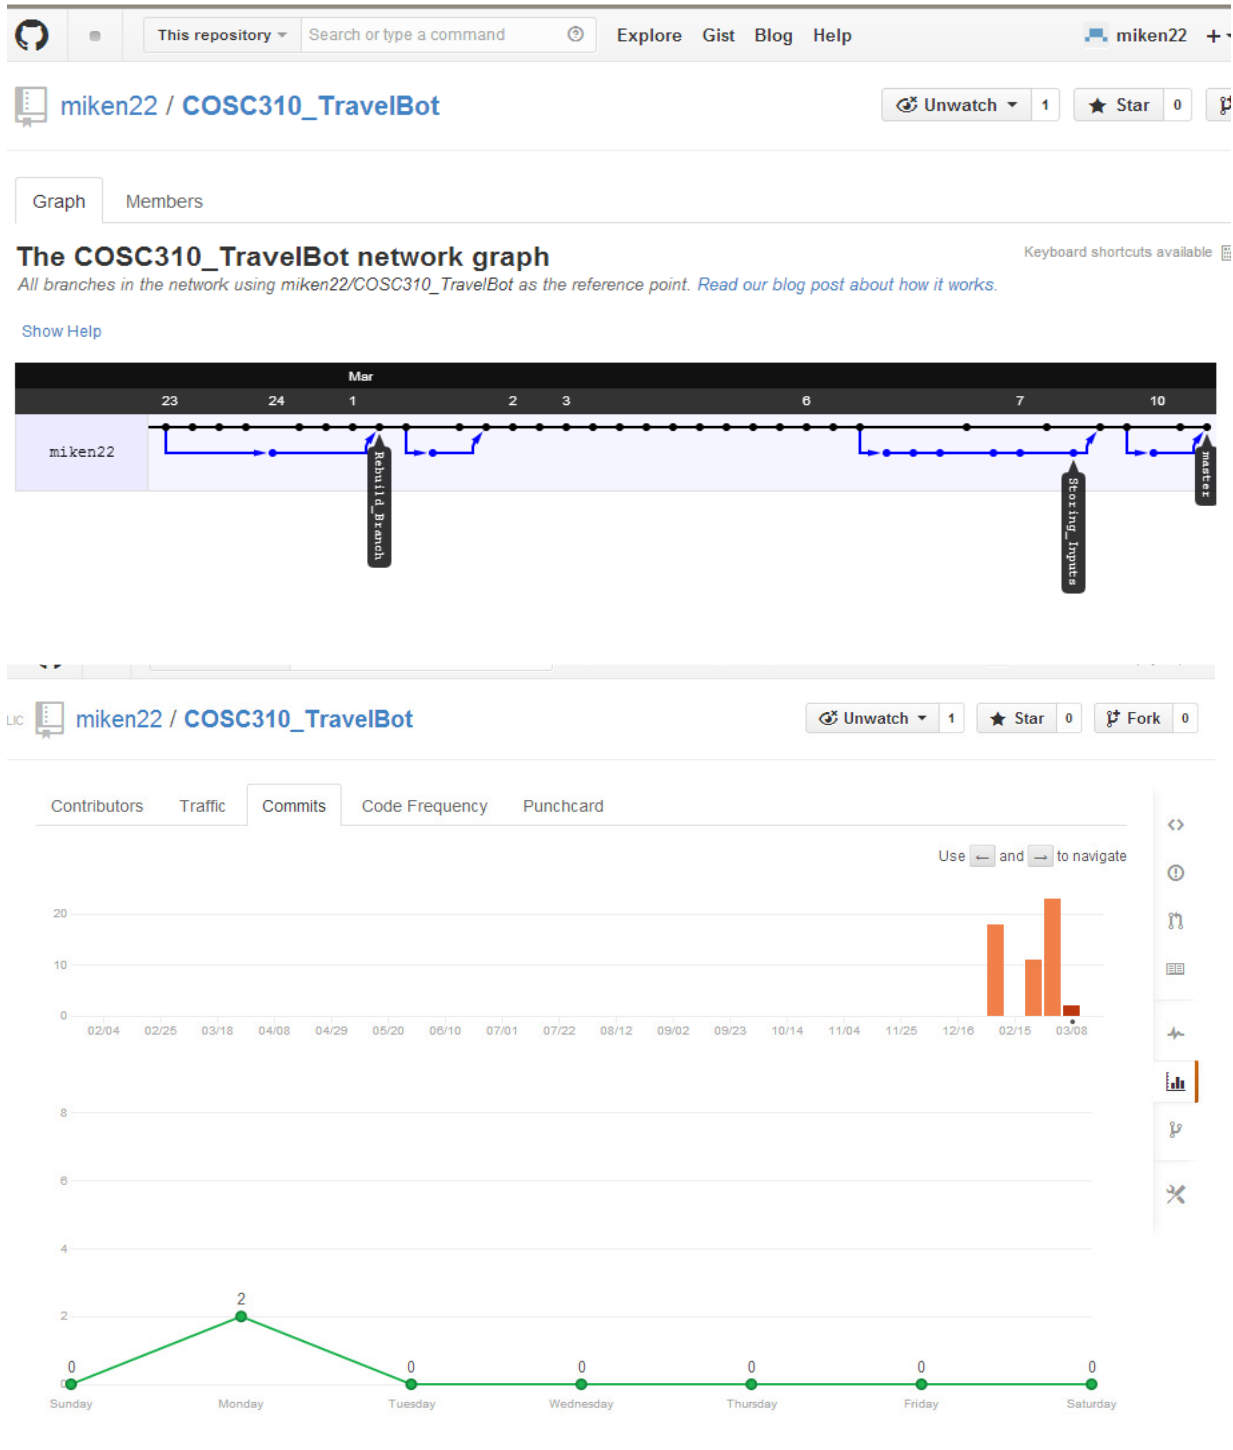 This repository Search or type a command Explore Gist Blog Help miken22 +
miken22 / COSC310_TravelBot Unwatch 1 Star 0
Graph Members
The COSC310_TravelBot network graph Keyboard shortcuts available
All branches in the network using miken22/COSC310_TravelBot as the reference point. Read our blog post about how it works.
Show Help
Mar
23 24 1 2 3 6 7 10
miken22
Rebuild_Branch
Storing_Inputs
master
LIC miken22 / COSC310_TravelBot Unwatch 1 Star 0 Fork 0
Contributors Traffic Commits Code Frequency Punchcard
Use ← and → to navigate
20
10
0
02/04 02/25 03/18 04/08 04/29 05/20 06/10 07/01 07/22 08/12 09/02 09/23 10/14 11/04 11/25 12/16 02/15 03/08
8
6
4
2
2
0 0 0 0 0 0
0
Sunday Monday Tuesday Wednesday Thursday Friday Saturday